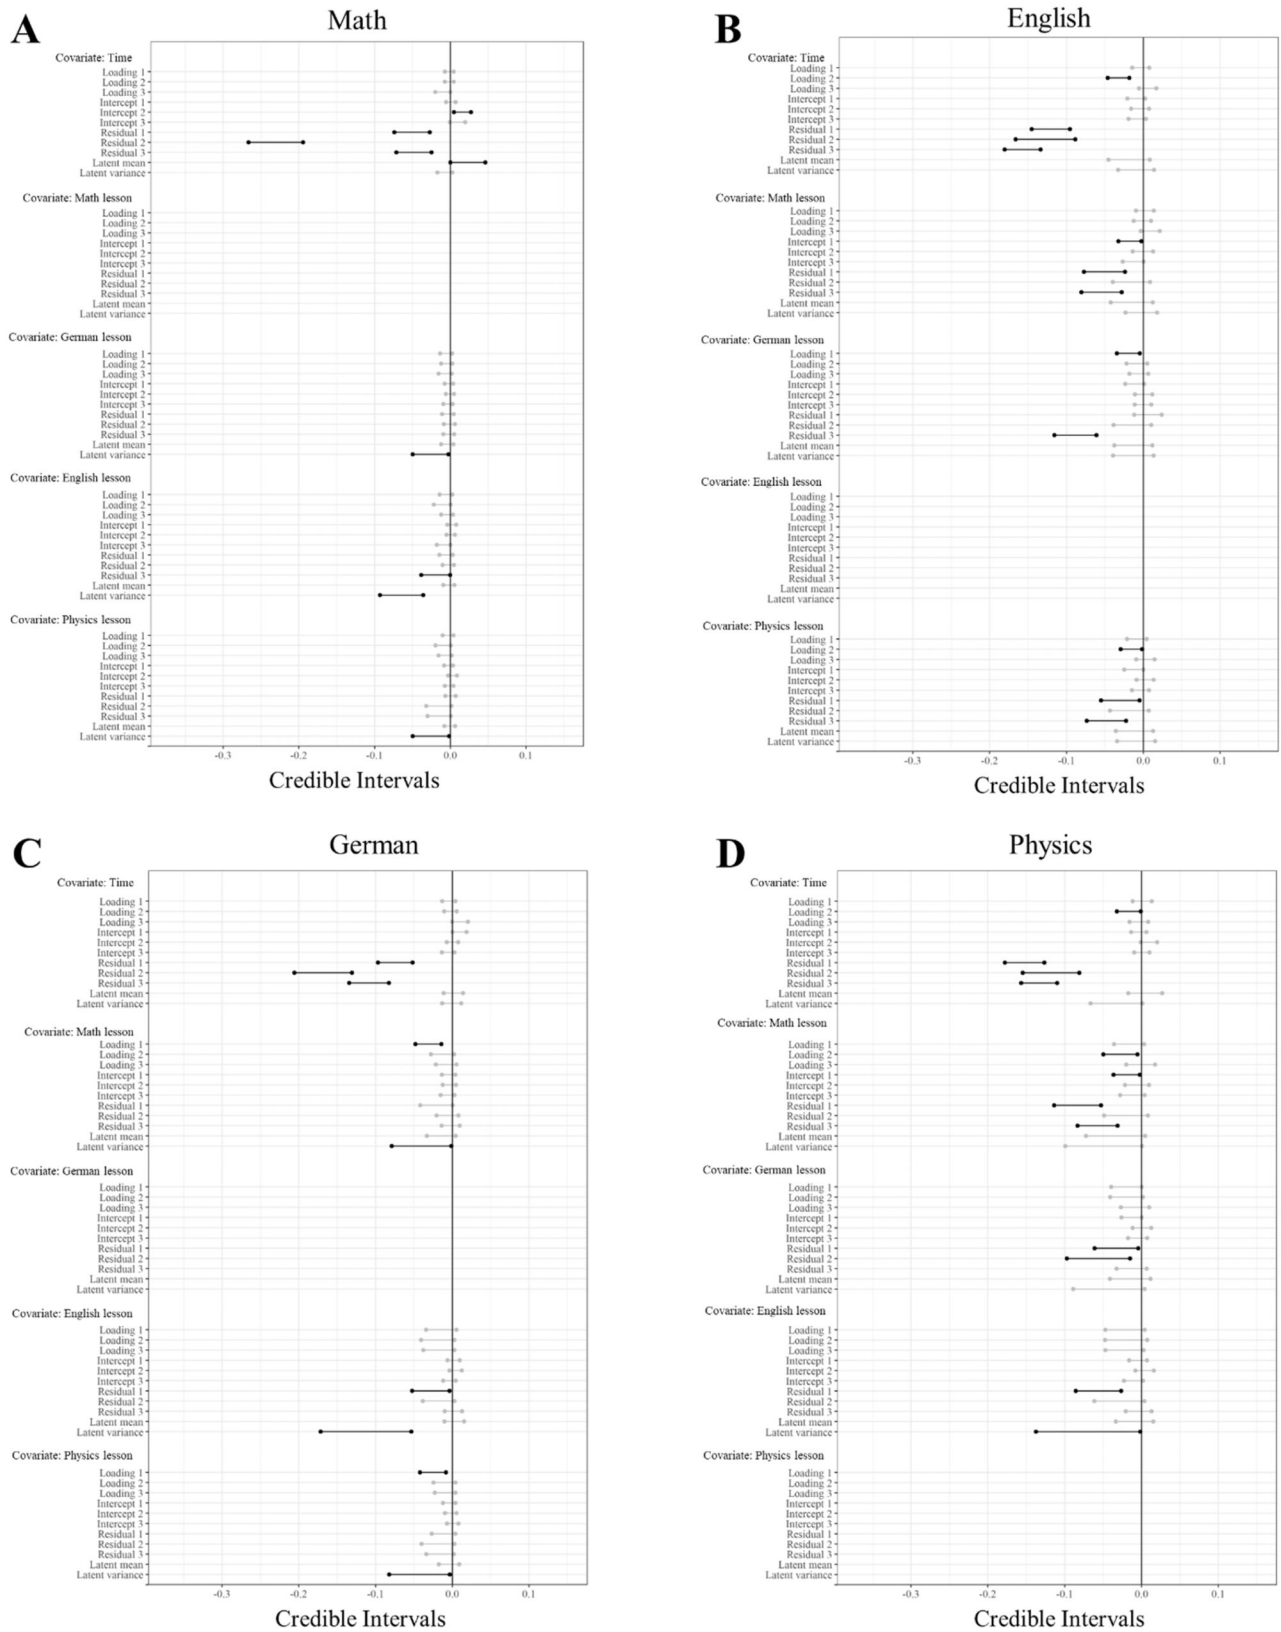 A
Math
Covariate: Time
Loading 1
Loading 2
Loading 3
Intercept 1
Intercept 2
Intercept 3
Residual 1
Residual 2
Residual 3
Latent mean
Latent variance
Covariate: Math lesson
Loading 1
Loading 2
Loading 3
Intercept 1
Intercept 2
Intercept 3
Residual 1
Residual 2
Residual 3
Latent mean
Latent variance
Covariate: German lesson
Loading 1
Loading 2
Loading 3
Intercept 1
Intercept 2
Intercept 3
Residual 1
Residual 2
Residual 3
Latent mean
Latent variance
Covariate: English lesson
Loading 1
Loading 2
Loading 3
Intercept 1
Intercept 2
Intercept 3
Residual 1
Residual 2
Residual 3
Latent mean
Latent variance
Covariate: Physics lesson
Loading 1
Loading 2
Loading 3
Intercept 1
Intercept 2
Intercept 3
Residual 1
Residual 2
Residual 3
Latent mean
Latent variance
-0.3 -0.2 -0.1 0.0 0.1
Credible Intervals
B
English
Covariate: Time
Loading 1
Loading 2
Loading 3
Intercept 1
Intercept 2
Intercept 3
Residual 1
Residual 2
Residual 3
Latent mean
Latent variance
Covariate: Math lesson
Loading 1
Loading 2
Loading 3
Intercept 1
Intercept 2
Intercept 3
Residual 1
Residual 2
Residual 3
Latent mean
Latent variance
Covariate: German lesson
Loading 1
Loading 2
Loading 3
Intercept 1
Intercept 2
Intercept 3
Residual 1
Residual 2
Residual 3
Latent mean
Latent variance
Covariate: English lesson
Loading 1
Loading 2
Loading 3
Intercept 1
Intercept 2
Intercept 3
Residual 1
Residual 2
Residual 3
Latent mean
Latent variance
Covariate: Physics lesson
Loading 1
Loading 2
Loading 3
Intercept 1
Intercept 2
Intercept 3
Residual 1
Residual 2
Residual 3
Latent mean
Latent variance
-0.3 -0.2 -0.1 0.0 0.1
Credible Intervals
C
German
Covariate: Time
Loading 1
Loading 2
Loading 3
Intercept 1
Intercept 2
Intercept 3
Residual 1
Residual 2
Residual 3
Latent mean
Latent variance
Covariate: Math lesson
Loading 1
Loading 2
Loading 3
Intercept 1
Intercept 2
Intercept 3
Residual 1
Residual 2
Residual 3
Latent mean
Latent variance
Covariate: German lesson
Loading 1
Loading 2
Loading 3
Intercept 1
Intercept 2
Intercept 3
Residual 1
Residual 2
Residual 3
Latent mean
Latent variance
Covariate: English lesson
Loading 1
Loading 2
Loading 3
Intercept 1
Intercept 2
Intercept 3
Residual 1
Residual 2
Residual 3
Latent mean
Latent variance
Covariate: Physics lesson
Loading 1
Loading 2
Loading 3
Intercept 1
Intercept 2
Intercept 3
Residual 1
Residual 2
Residual 3
Latent mean
Latent variance
-0.3 -0.2 -0.1 0.0 0.1
Credible Intervals
D
Physics
Covariate: Time
Loading 1
Loading 2
Loading 3
Intercept 1
Intercept 2
Intercept 3
Residual 1
Residual 2
Residual 3
Latent mean
Latent variance
Covariate: Math lesson
Loading 1
Loading 2
Loading 3
Intercept 1
Intercept 2
Intercept 3
Residual 1
Residual 2
Residual 3
Latent mean
Latent variance
Covariate: German lesson
Loading 1
Loading 2
Loading 3
Intercept 1
Intercept 2
Intercept 3
Residual 1
Residual 2
Residual 3
Latent mean
Latent variance
Covariate: English lesson
Loading 1
Loading 2
Loading 3
Intercept 1
Intercept 2
Intercept 3
Residual 1
Residual 2
Residual 3
Latent mean
Latent variance
Covariate: Physics lesson
Loading 1
Loading 2
Loading 3
Intercept 1
Intercept 2
Intercept 3
Residual 1
Residual 2
Residual 3
Latent mean
Latent variance
-0.3 -0.2 -0.1 0.0 0.1
Credible Intervals